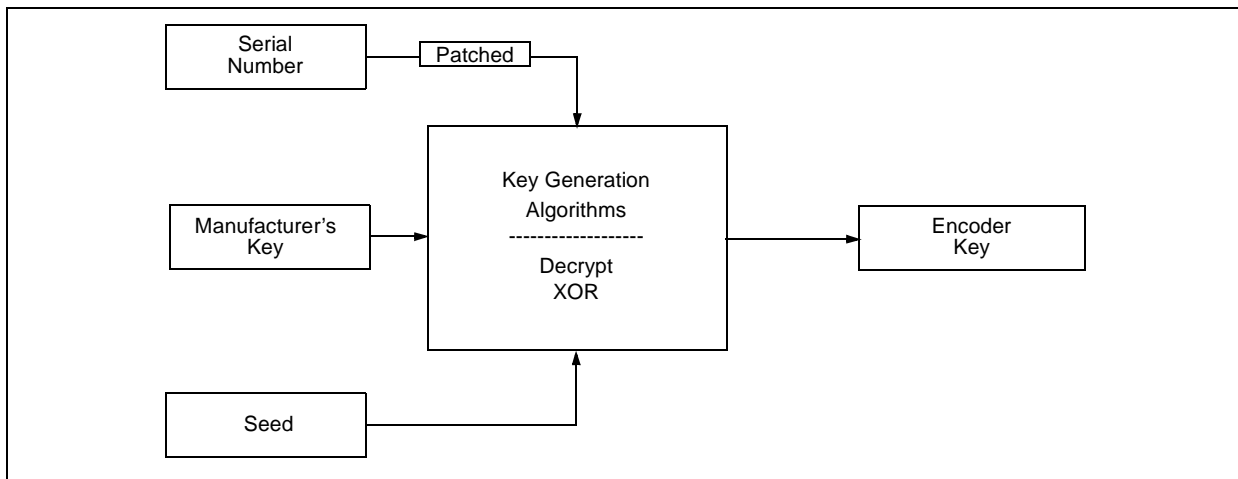 Serial
Number
Patched
Key Generation
Algorithms
-------------------
Decrypt
XOR
Manufacturer’s
Key
Encoder
Key
Seed